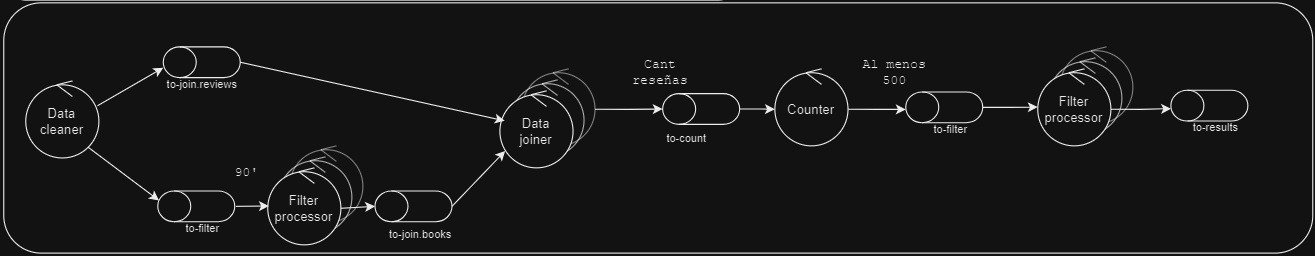 Data
cleaner
to-join.reviews
90'
to-filter
Filter
processor
to-join.books
Data
joiner
Cant
reseñas
to-count
Counter
Al menos
500
to-filter
Filter
processor
to-results